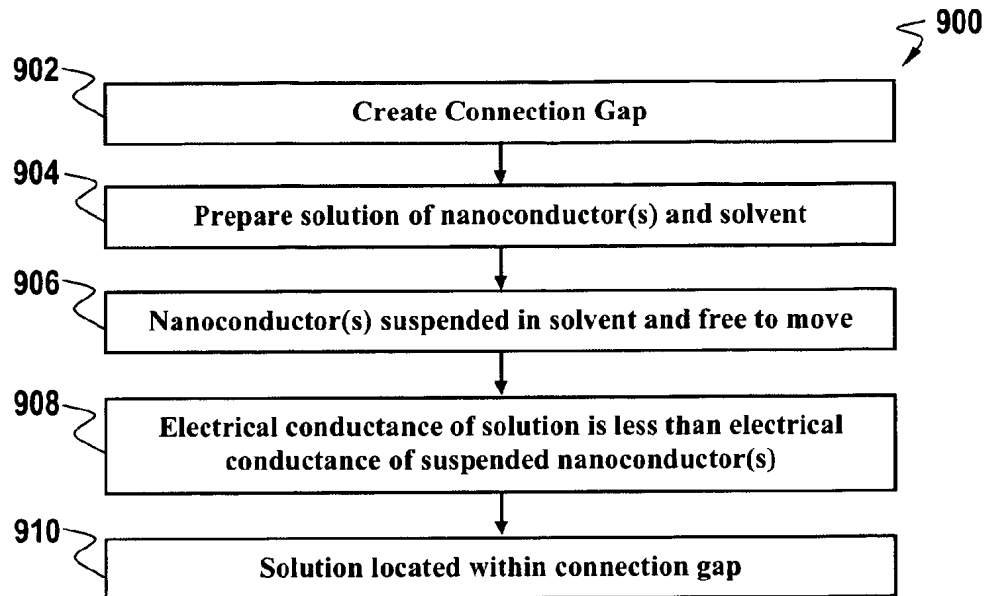 900
902
Create Connection Gap
904
Prepare solution of nanoconductor(s) and solvent
906
Nanoconductor(s) suspended in solvent and free to move
908
Electrical conductance of solution is less than electrical
conductance of suspended nanoconductor(s)
910
Solution located within connection gap